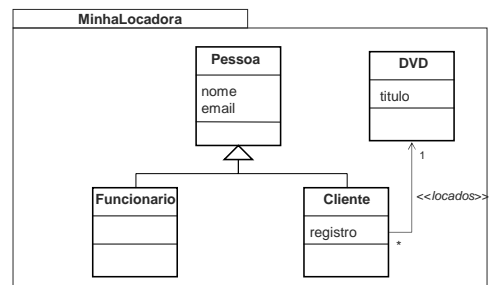 MinhaLocadora
Pessoa
nome
email
DVD
titulo
1
<<locados>>
Funcionario
Cliente
registro
*